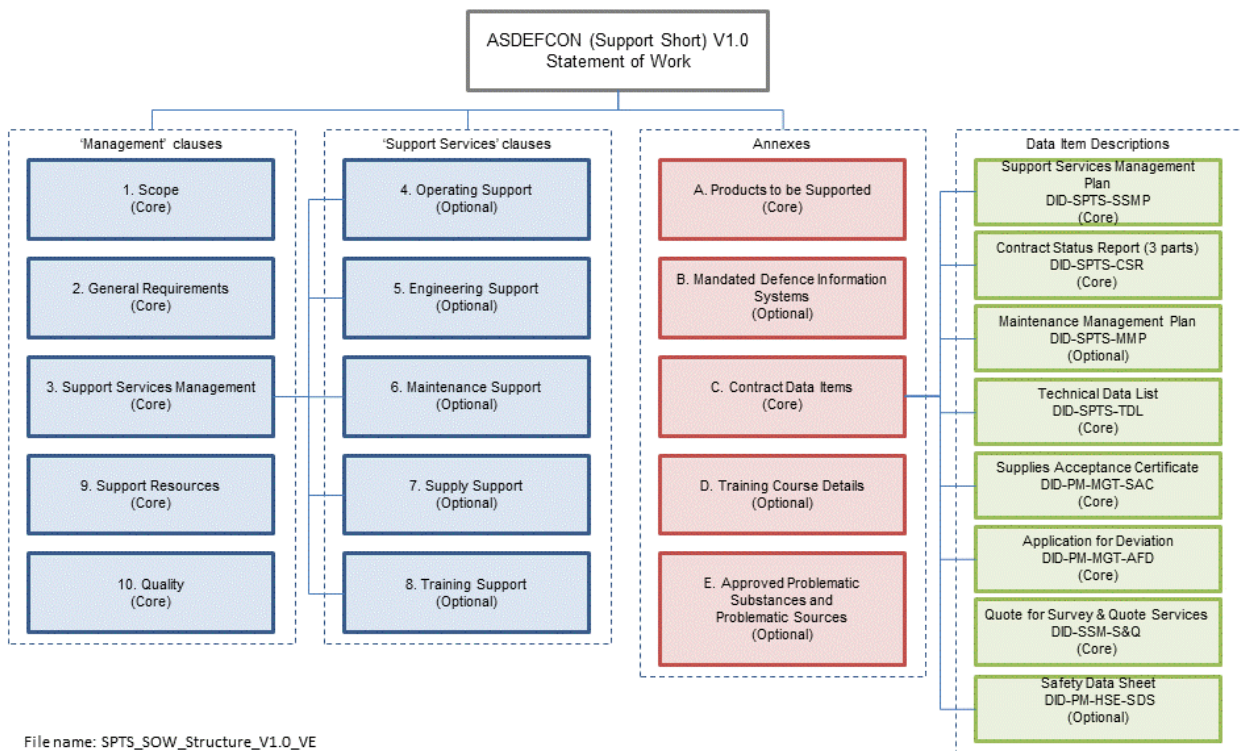 ASDEFCON (Support Short) V1.0
Statement of Work
‘Management’ clauses
1. Scope
(Core)
2. General Requirements
(Core)
3. Support Services Management
(Core)
9. Support Resources
(Core)
10. Quality
(Core)
‘Support Services’ clauses
4. Operating Support
(Optional)
5. Engineering Support
(Optional)
6. Maintenance Support
(Optional)
7. Supply Support
(Optional)
8. Training Support
(Optional)
Annexes
A. Products to be Supported
(Core)
B. Mandated Defence Information
Systems
(Optional)
C. Contract Data Items
(Core)
D. Training Course Details
(Optional)
E. Approved Problematic
Substances and
Problematic Sources
(Optional)
Data Item Descriptions
Support Services Management
Plan
DID-SPTS-SSMP
(Core)
Contract Status Report (3 parts)
DID-SPTS-CSR
(Core)
Maintenance Management Plan
DID-SPTS-MMP
(Optional)
Technical Data List
DID-SPTS-TDL
(Core)
Supplies Acceptance Certificate
DID-PM-MGT-SAC
(Core)
Application for Deviation
DID-PM-MGT-AFD
(Core)
Quote for Survey & Quote Services
DID-SSM-S&Q
(Core)
Safety Data Sheet
DID-PM-HSE-SDS
(Optional)
File name: SPTS_SOW_Structure_V1.0_VE